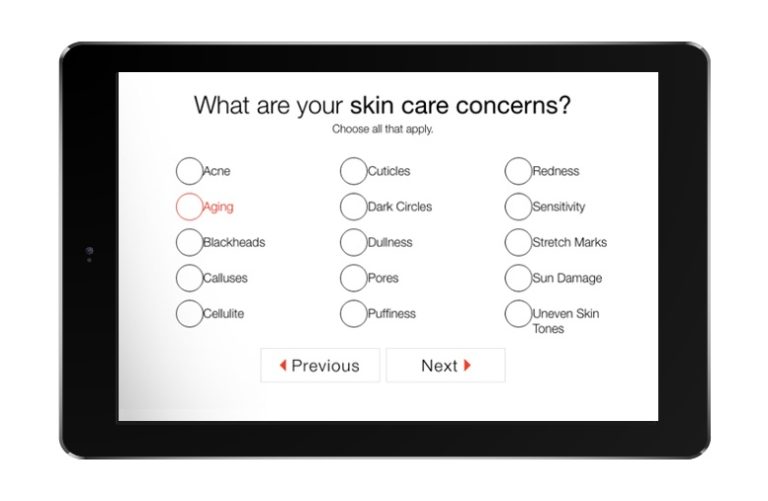 What are your skin care concerns?
Choose all that apply.
Acne
Cuticles
Redness
Aging
Dark Circles
Sensitivity
Blackheads
Dullness
Stretch Marks
Calluses
Pores
Sun Damage
Cellulite
Puffiness
Uneven Skin
Tones
Previous
Next